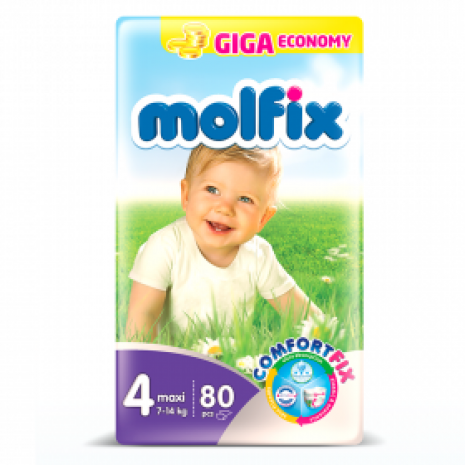 GIGA ECONOMY
molfix
4 maxi
7-14 kg
80
pcs
COMFORTFIX